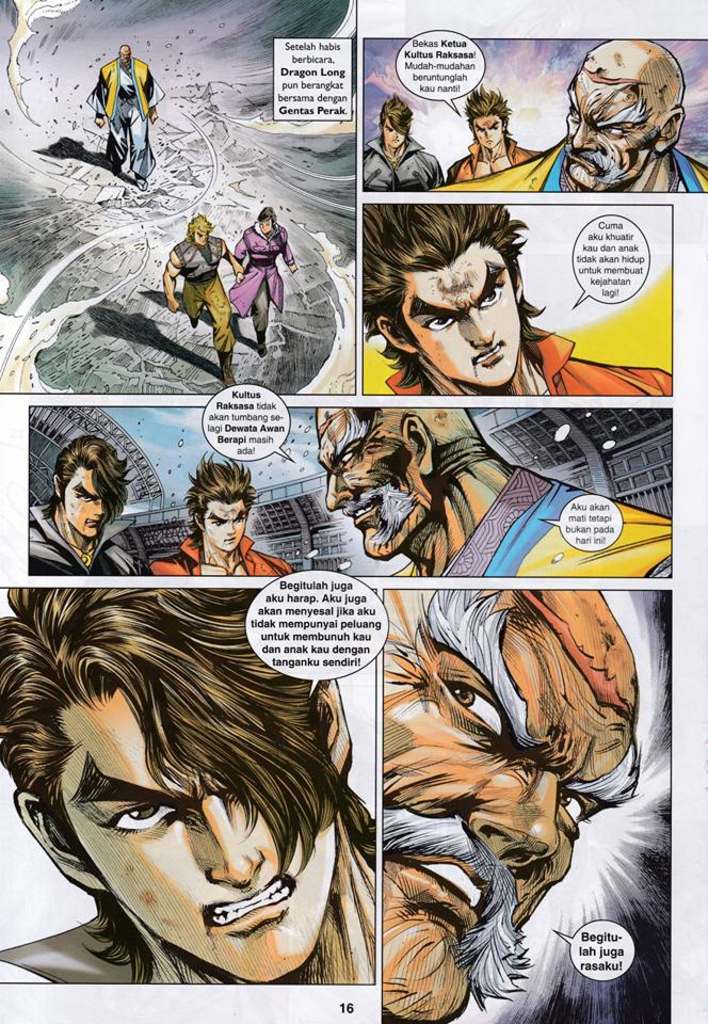 Setelah habis
berbicara,
Dragon Long
pun berangkat
bersama dengan
Gentas Perak.
Bekas Ketua
Kultus Raksasa!
Mudah-mudahan
beruntunglah
kau nanti!
Cuma
aku khuatir
kau dan anak
tidak akan hidup
untuk membuat
kejahatan
lagi!
Kultus
Raksasa tidak
akan tumbang se-
lagi Dewata Awan
Berapi masih
ada!
Aku akan
mati tetapi
bukan pada
hari ini!
Begitulah juga
aku harap. Aku juga
akan menyesal jika aku
tidak mempunyai peluang
untuk membunuh kau
dan anak kau dengan
tanganku sendiri!
Begitu-
lah juga
rasaku!
16